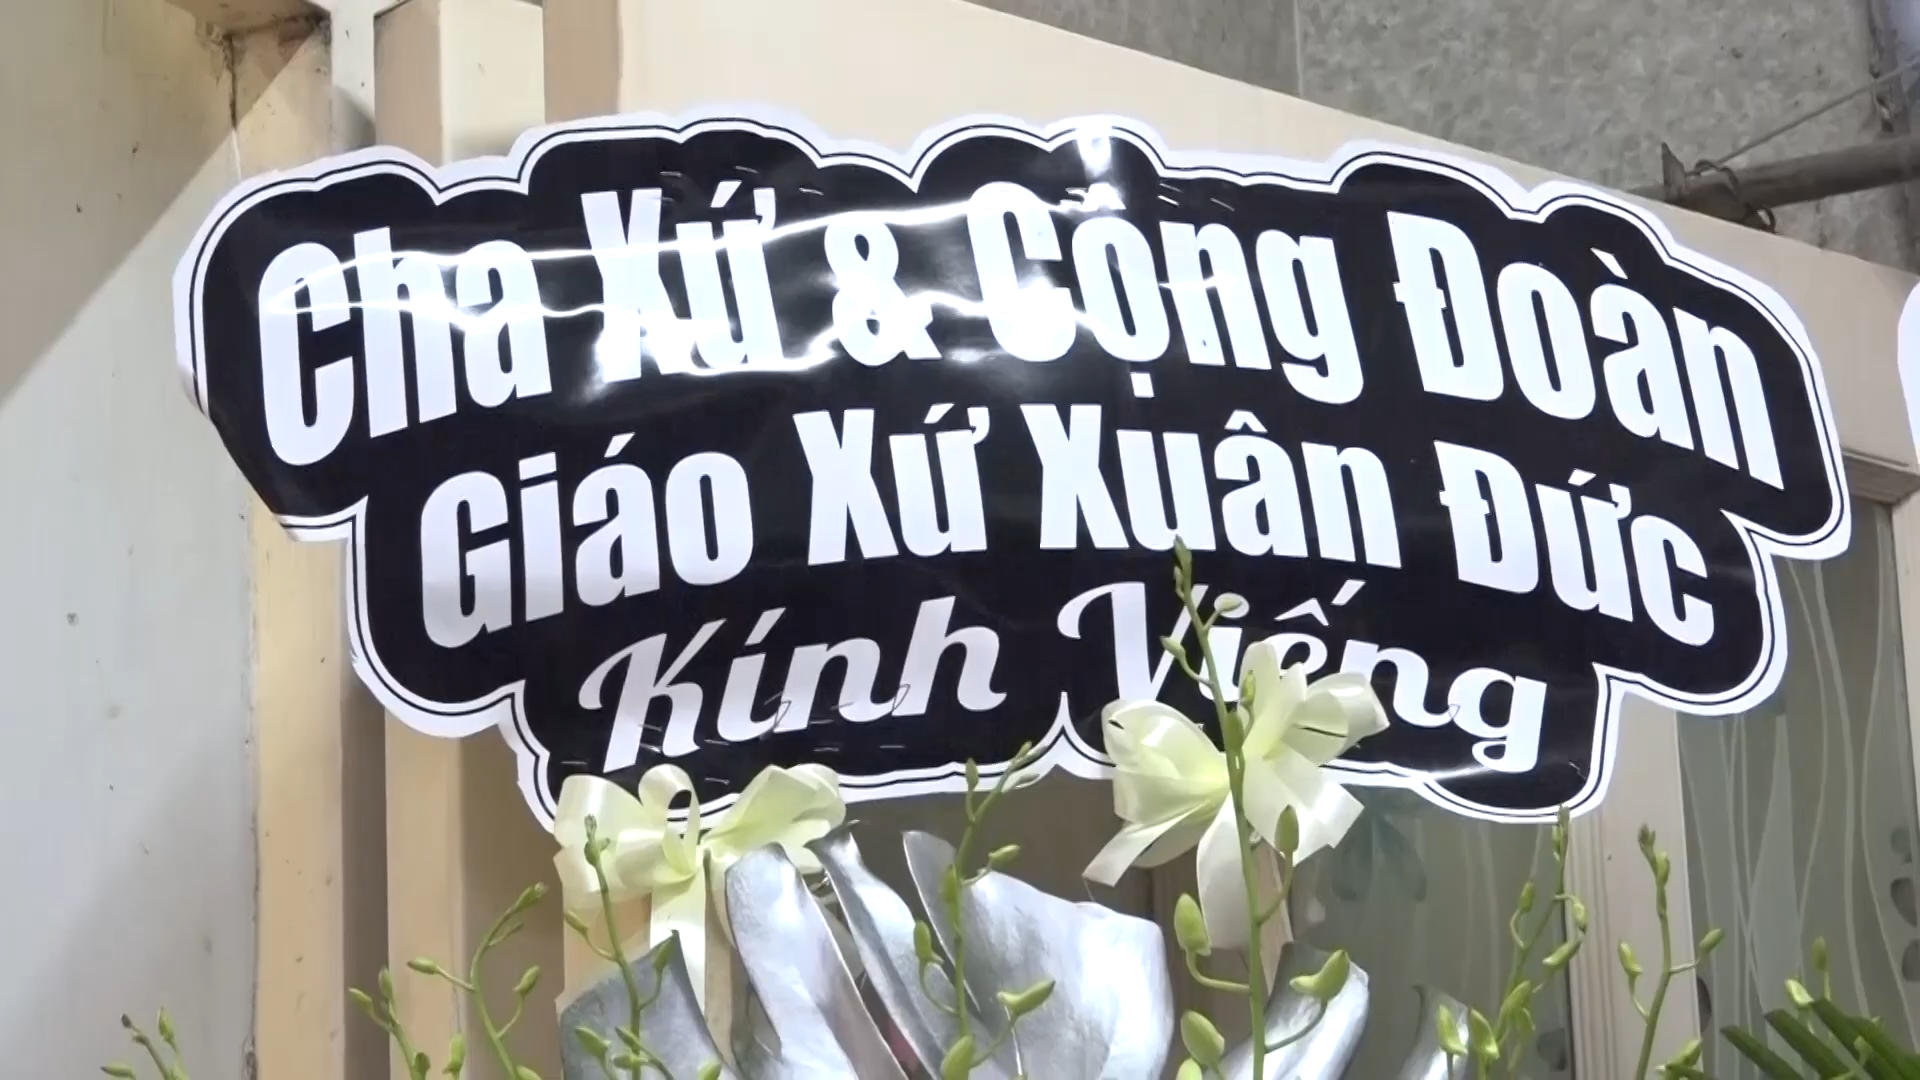 Cha Xứ & Cộng Đoàn
Giáo Xứ Xuân Đức
Kính Viếng